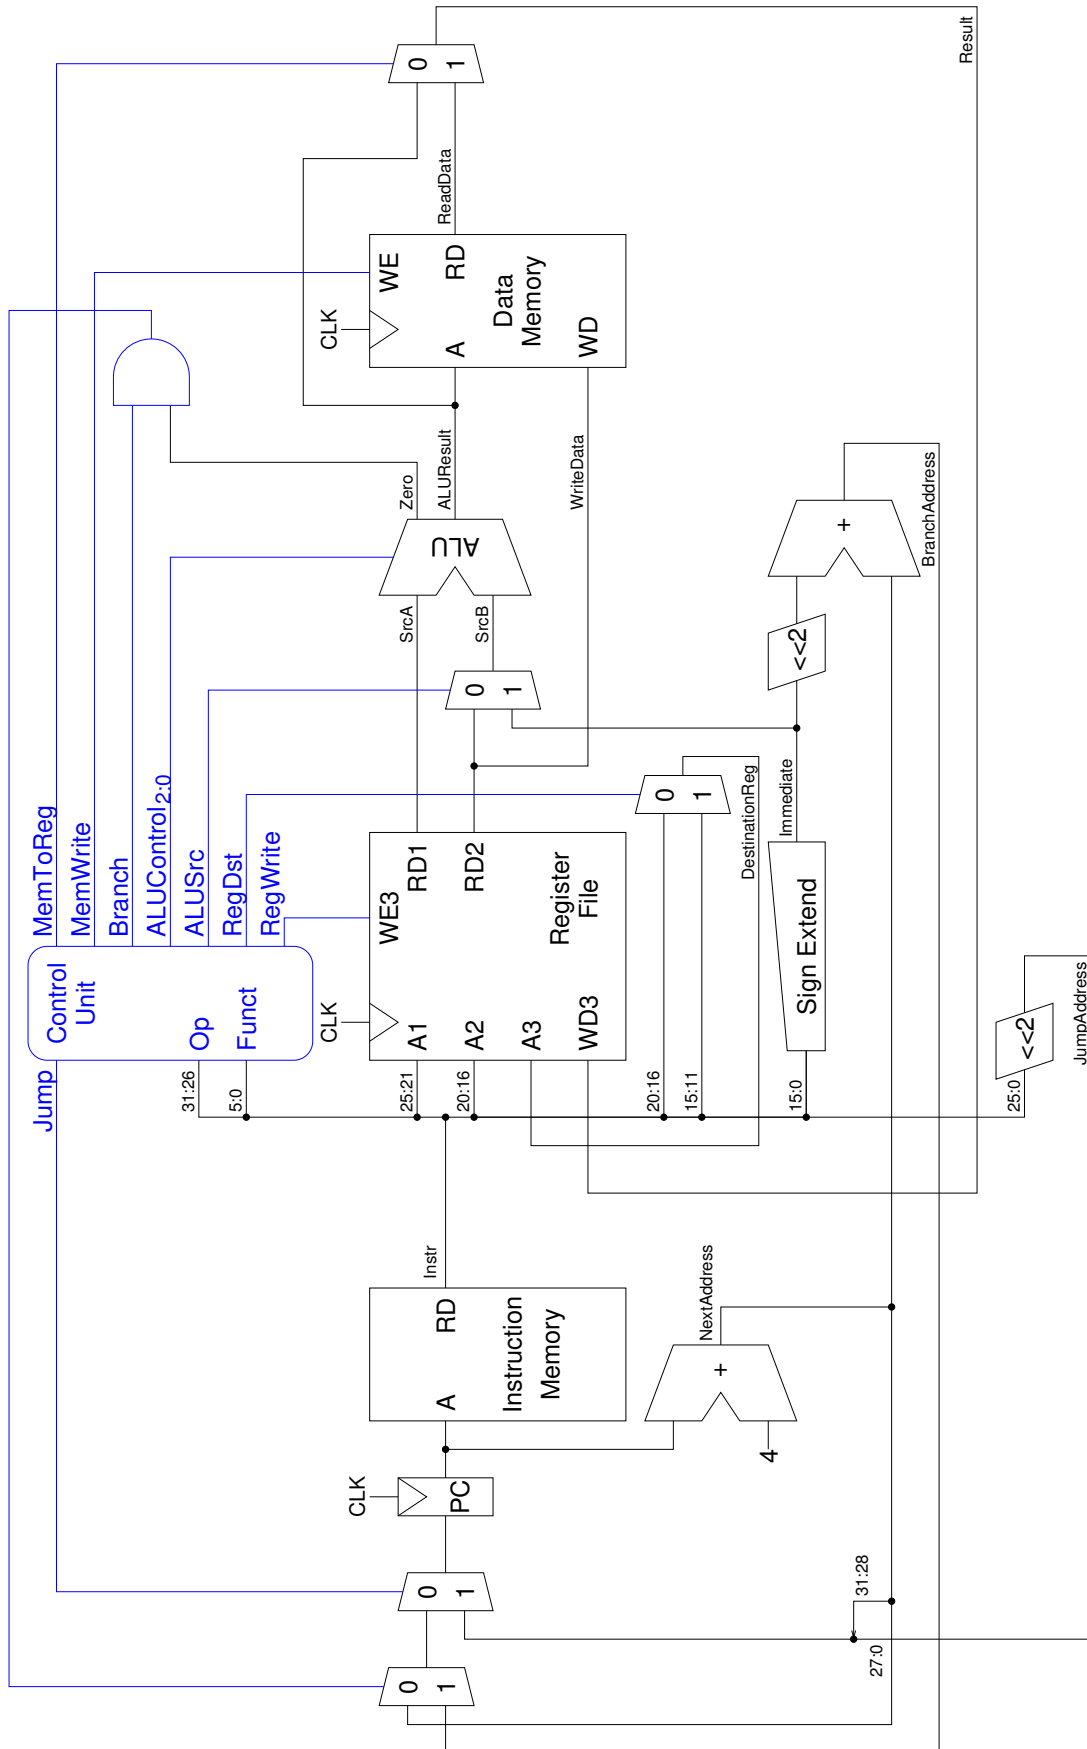 Jump
Control
Unit
MemToReg
MemWrite
Branch
ALUControl2:0
ALUSrc
RegDst
RegWrite
Op
Funct
31:26
5:0
CLK
CLK
CLK
0
1
0
1
PC
A
RD
Instruction
Memory
Instr
25:21
20:16
A1
A2
A3
WD3
WE3
RD1
RD2
Register
File
0
1
SrcA
SrcB
ALU
Zero
ALUResult
WriteData
WE
A
RD
Data
Memory
WD
ReadData
0
1
4
+
NextAddress
20:16
15:11
0
1
DestinationReg
15:0
Sign Extend
Immediate
<<2
+
BranchAddress
31:28
27:0
25:0
<<2
JumpAddress
Result